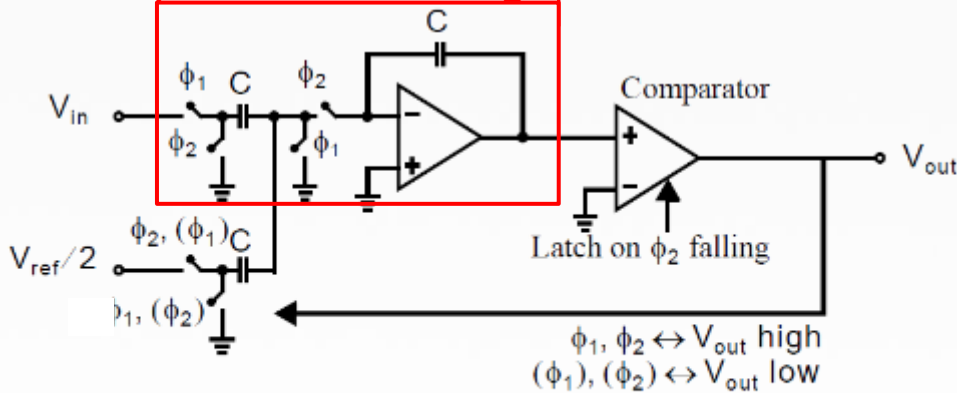 C
ϕ1 C ϕ2
Vin
ϕ2 ϕ1
Comparator
Vout
Latch on ϕ2 falling
ϕ2, (ϕ1) C
Vref/2
ϕ1, (ϕ2)
ϕ1, ϕ2 ↔ Vout high
(ϕ1), (ϕ2) ↔ Vout low